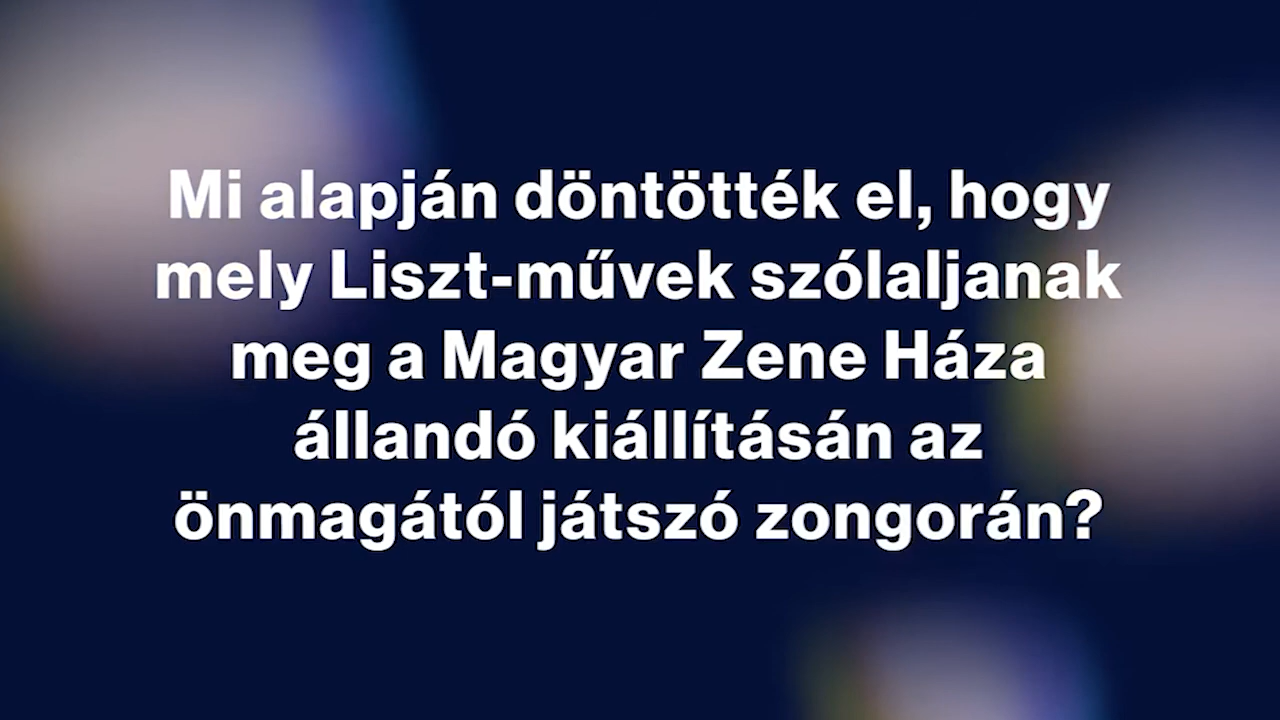 Mi alapján döntötték el, hogy
mely Liszt-művek szólaljanak
meg a Magyar Zene Háza
állandó kiállításán az
önmagától játszó zongorán?